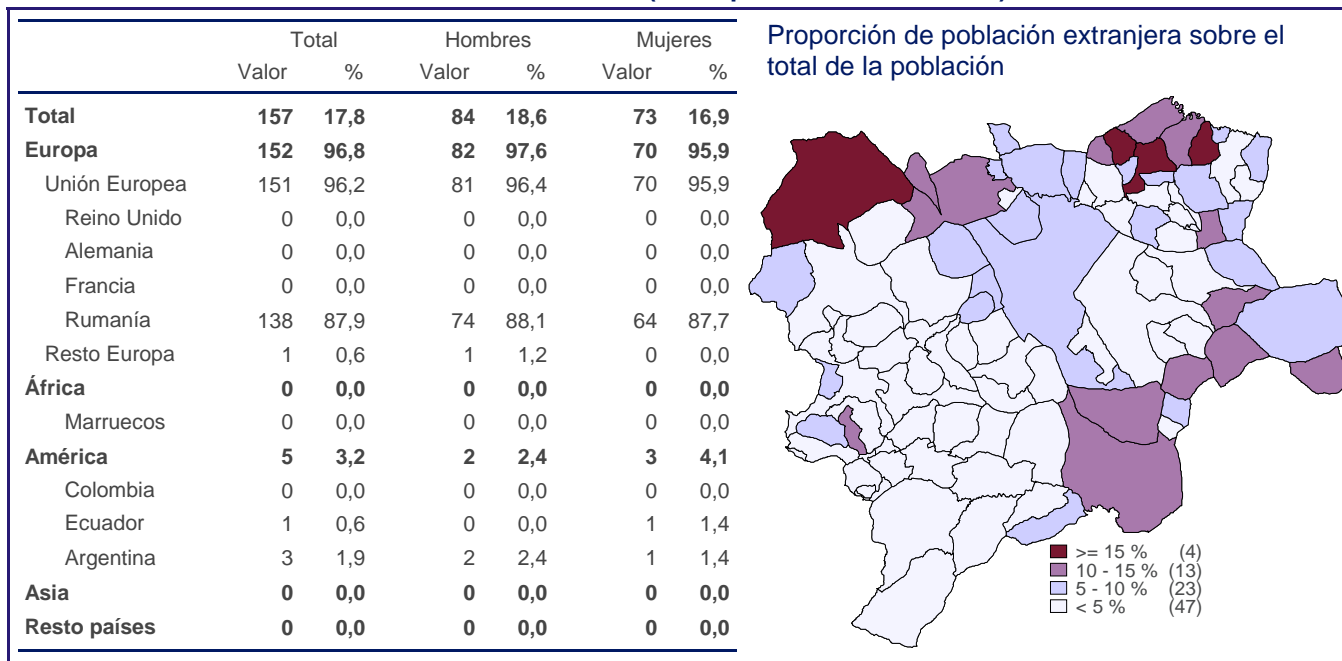 Total Hombres Mujeres
Valor % Valor % Valor %
Total 157 17,8 84 18,6 73 16,9
Europa 152 96,8 82 97,6 70 95,9
Unión Europea 151 96,2 81 96,4 70 95,9
Reino Unido 0 0,0 0 0,0 0 0,0
Alemania 0 0,0 0 0,0 0 0,0
Francia 0 0,0 0 0,0 0 0,0
Rumanía 138 87,9 74 88,1 64 87,7
Resto Europa 1 0,6 1 1,2 0 0,0
África 0 0,0 0 0,0 0 0,0
Marruecos 0 0,0 0 0,0 0 0,0
América 5 3,2 2 2,4 3 4,1
Colombia 0 0,0 0 0,0 0 0,0
Ecuador 1 0,6 0 0,0 1 1,4
Argentina 3 1,9 2 2,4 1 1,4
Asia 0 0,0 0 0,0 0 0,0
Resto países 0 0,0 0 0,0 0 0,0
Proporción de población extranjera sobre el
total de la población
>= 15 % (4)
10 - 15 % (13)
5 - 10 % (23)
< 5 % (47)